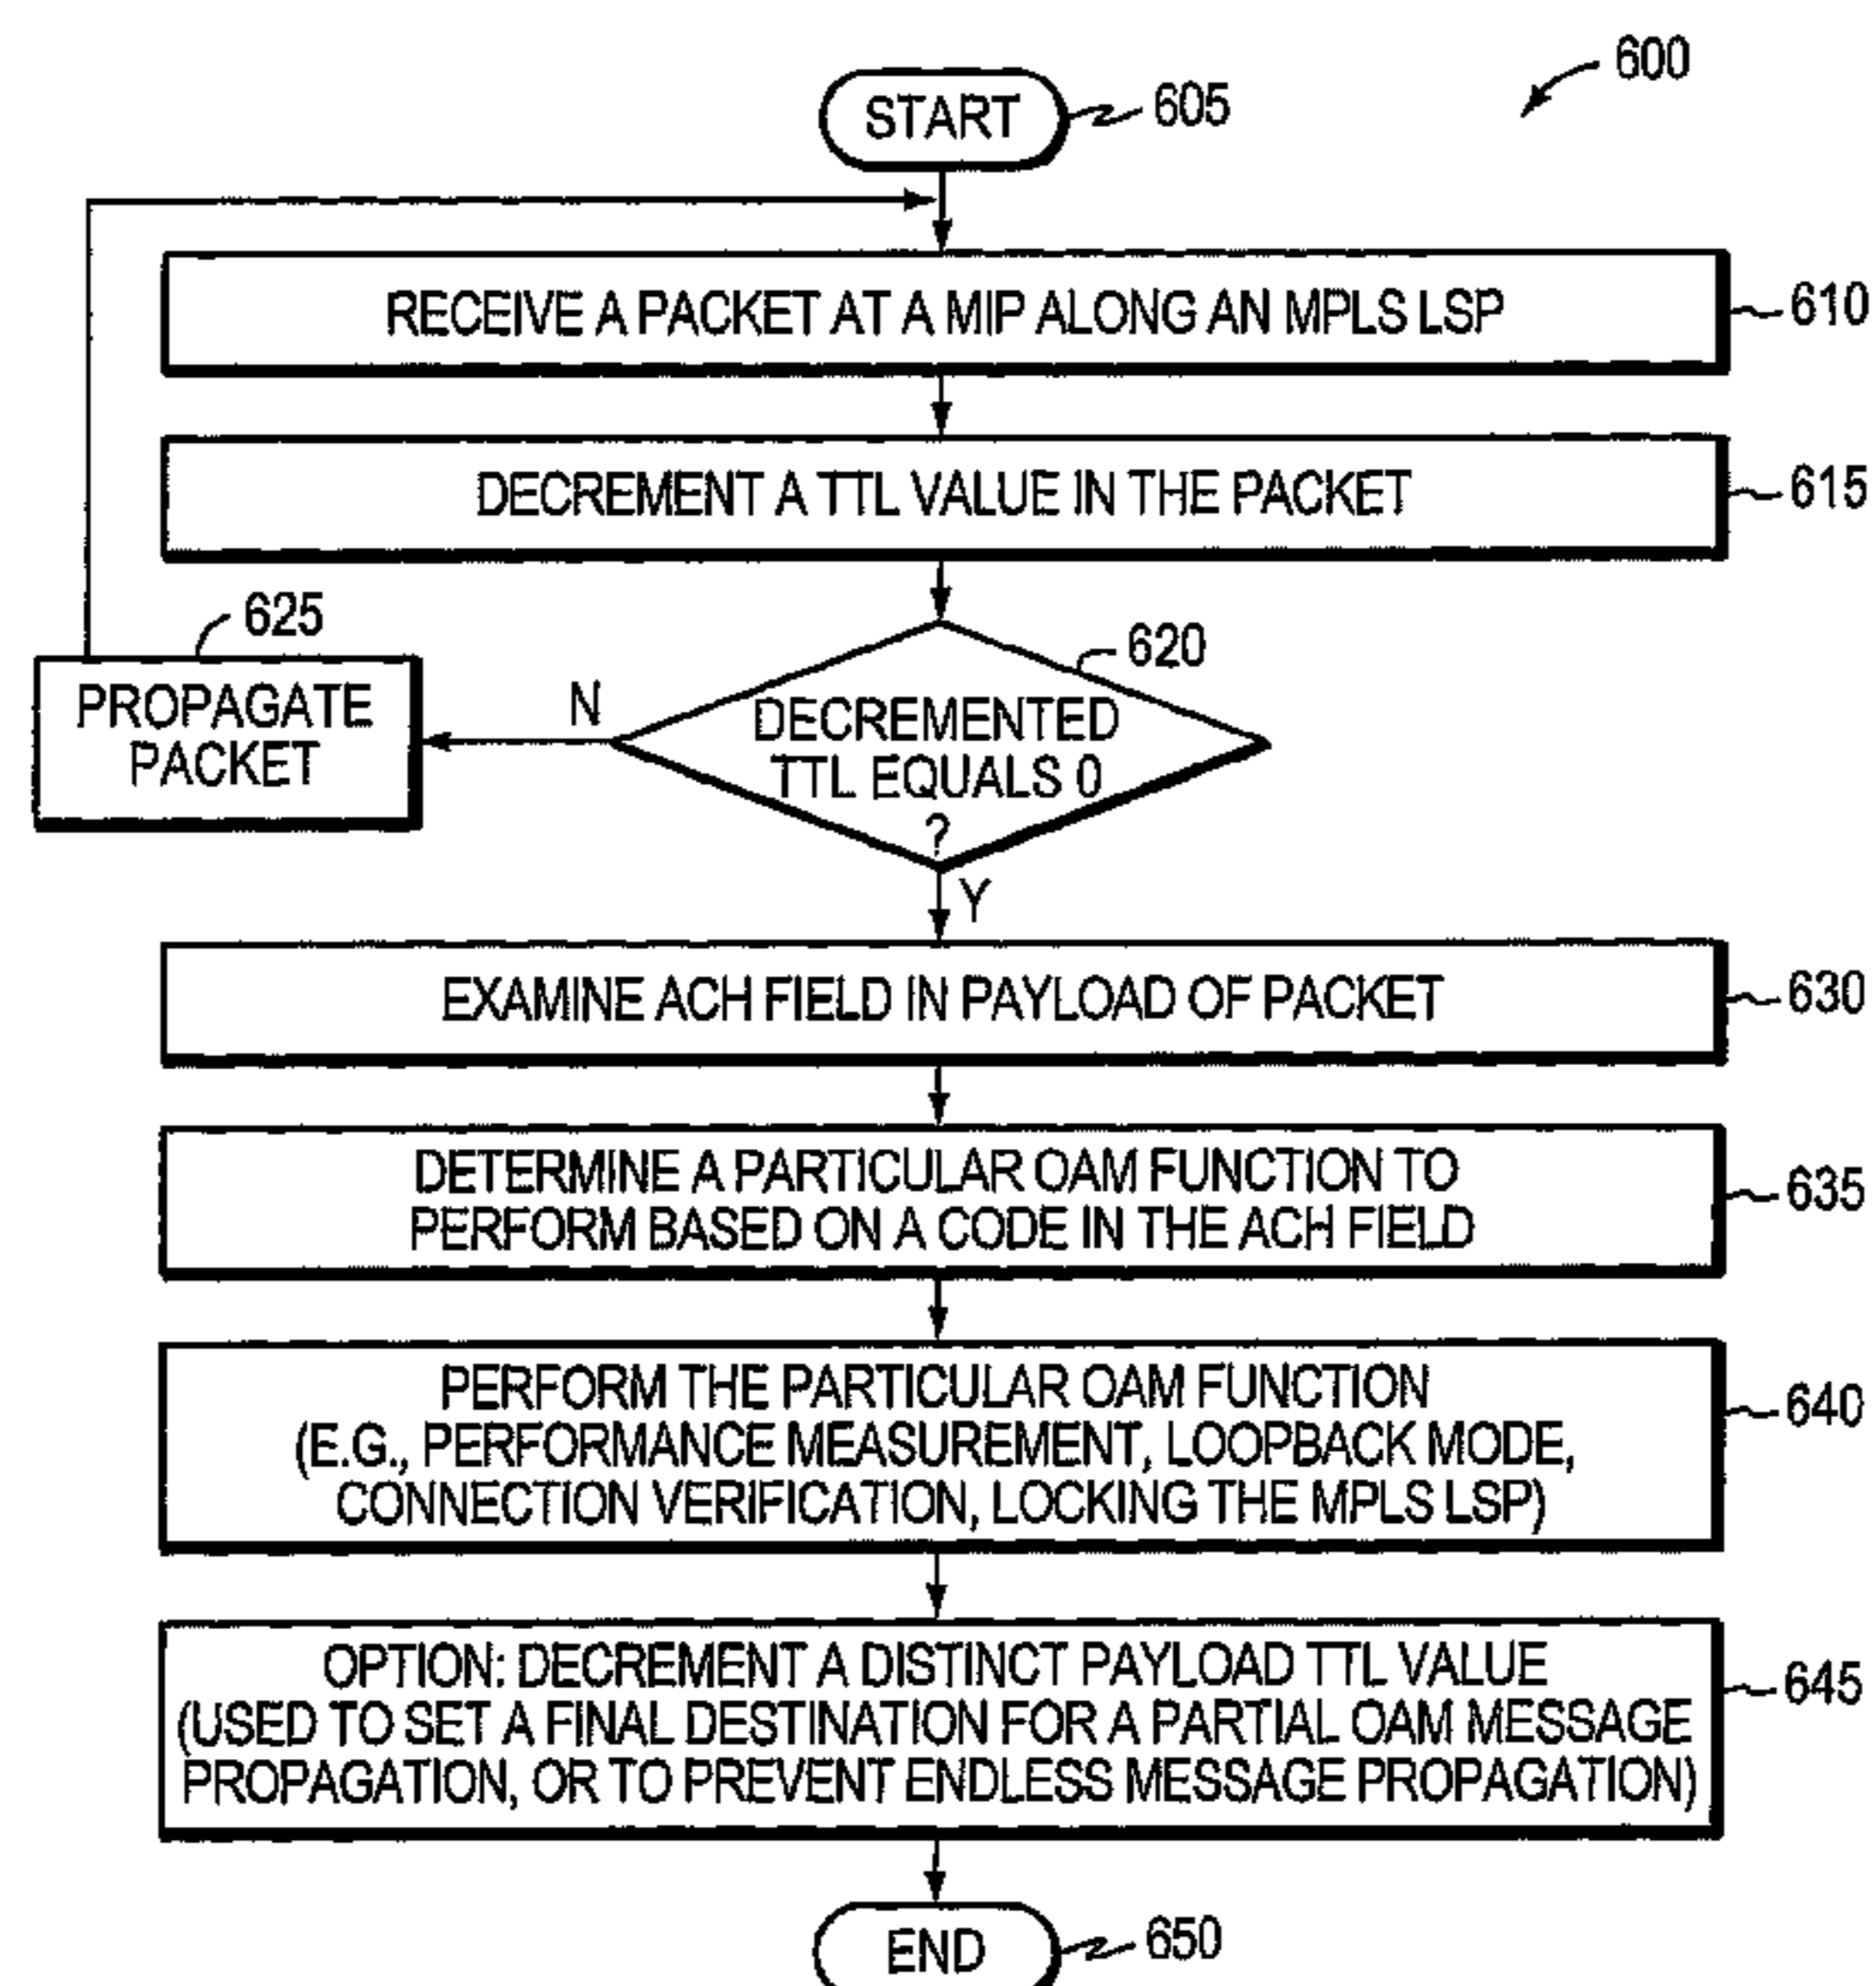 600
START
605
RECEIVE A PACKET AT A MIP ALONG AN MPLS LSP
610
DECREMENT A TTL VALUE IN THE PACKET
615
625
PROPAGATE
PACKET
N
620
DECREMENTED
TTL EQUALS 0
?
Y
EXAMINE ACH FIELD IN PAYLOAD OF PACKET
630
DETERMINE A PARTICULAR OAM FUNCTION TO
PERFORM BASED ON A CODE IN THE ACH FIELD
635
PERFORM THE PARTICULAR OAM FUNCTION
(E.G., PERFORMANCE MEASUREMENT, LOOPBACK MODE,
CONNECTION VERIFICATION, LOCKING THE MPLS LSP)
640
OPTION: DECREMENT A DISTINCT PAYLOAD TTL VALUE
(USED TO SET A FINAL DESTINATION FOR A PARTIAL OAM MESSAGE
PROPAGATION, OR TO PREVENT ENDLESS MESSAGE PROPAGATION)
645
END
650